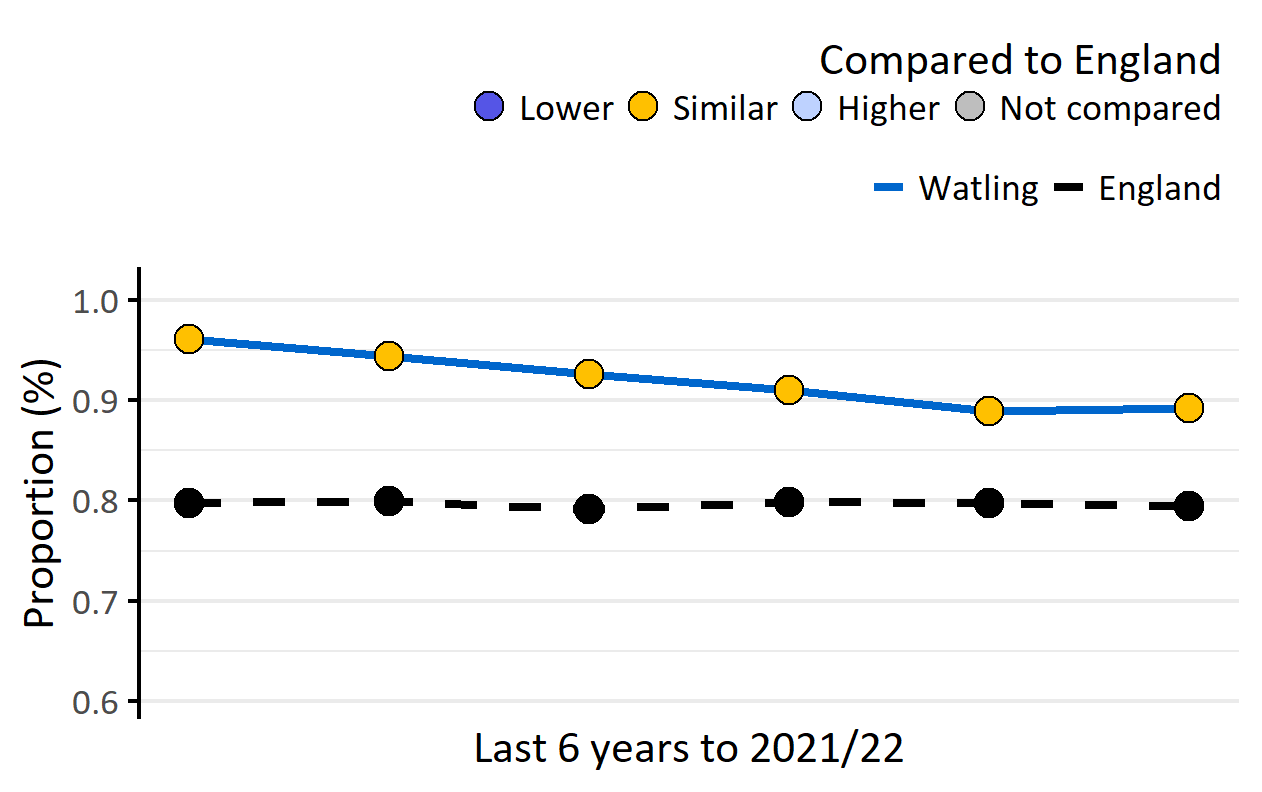 Compared to England
Lower Similar Higher Not compared
Watling England
1.0
0.9
0.8
0.7
0.6
Proportion (%)
Last 6 years to 2021/22